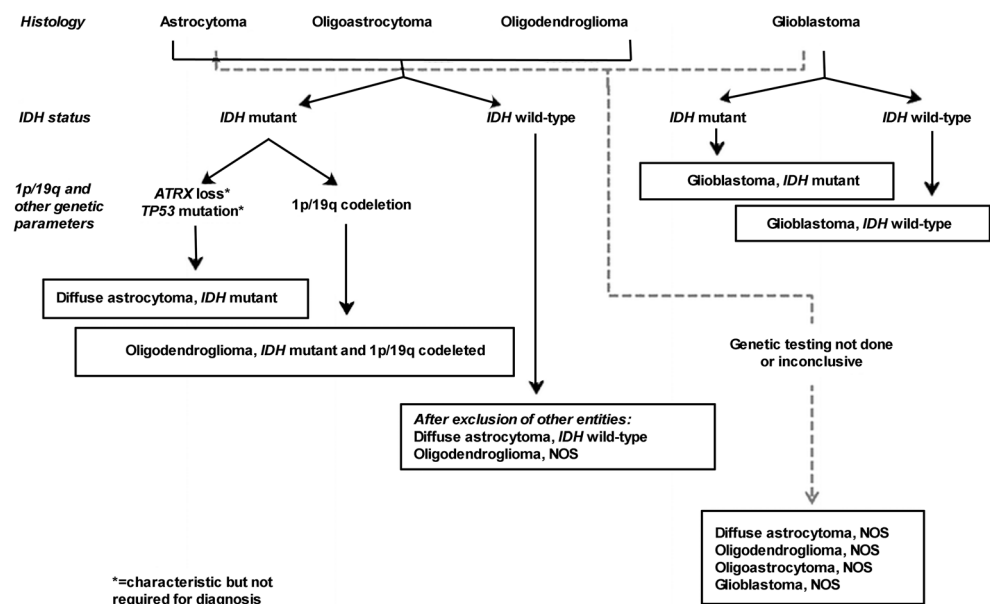 Histology
Astrocytoma
Oligoastrocytoma
Oligodendroglioma
Glioblastoma
IDH status
IDH mutant
IDH wild-type
IDH mutant
IDH wild-type
1p/19q and
other genetic
parameters
ATRX loss*
TP53 mutation*
1p/19q codeletion
Glioblastoma, IDH mutant
Glioblastoma, IDH wild-type
Diffuse astrocytoma, IDH mutant
Oligodendroglioma, IDH mutant and 1p/19q codeleted
Genetic testing not done
or inconclusive
After exclusion of other entities:
Diffuse astrocytoma, IDH wild-type
Oligodendroglioma, NOS
Diffuse astrocytoma, NOS
Oligodendroglioma, NOS
Oligoastrocytoma, NOS
Glioblastoma, NOS
*=characteristic but not
required for diagnosis